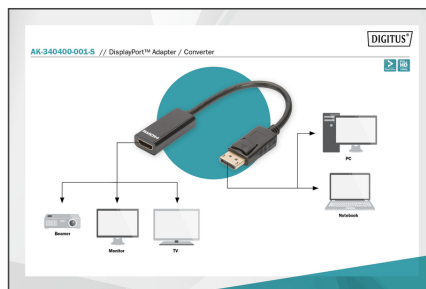 DIGITUS®
AK-340400-001-S // DisplayPort™ Adapter / Converter
PC
Notebook
Beamer
Monitor
TV